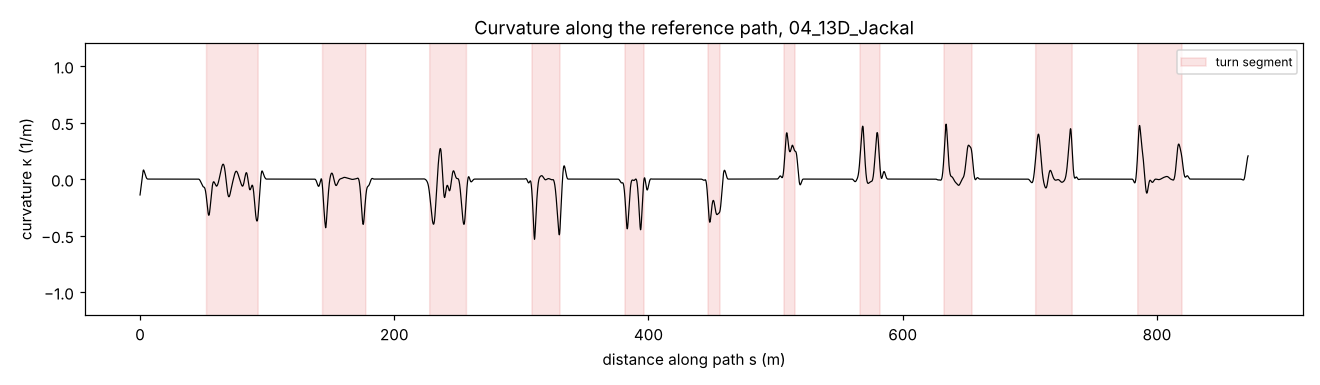 Curvature along the reference path, 04_13D_Jackal
turn segment
curvature κ (1/m)
1.0
0.5
0.0
−0.5
−1.0
0
200
400
600
800
distance along path s (m)